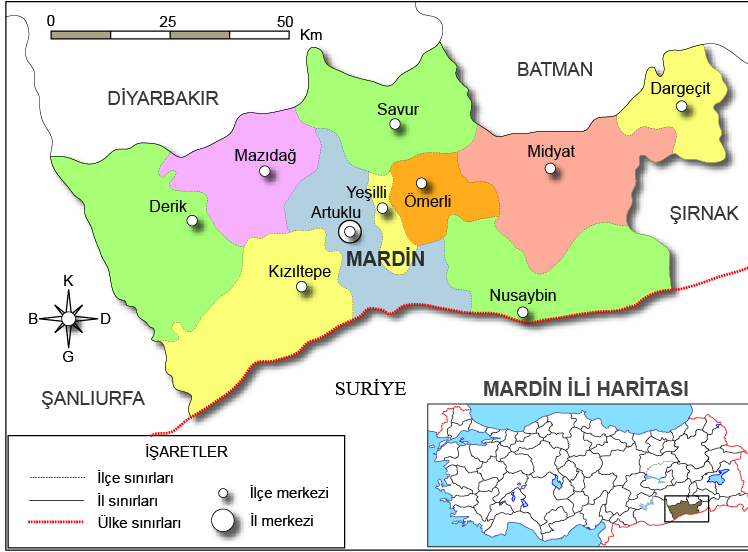 0 25 50
Km
BATMAN
DİYARBAKIR
Dargeçit
Savur
Mazıdağ
Midyat
Yeşilli
Ömerli
Derik
Artuklu
ŞIRNAK
MARDİN
Kızıltepe
K
B D
G
Nusaybin
ŞANLIURFA
SURİYE
MARDİN İLİ HARİTASI
İŞARETLER
İlçe sınırları
İl sınırları
Ülke sınırları
İlçe merkezi
İl merkezi